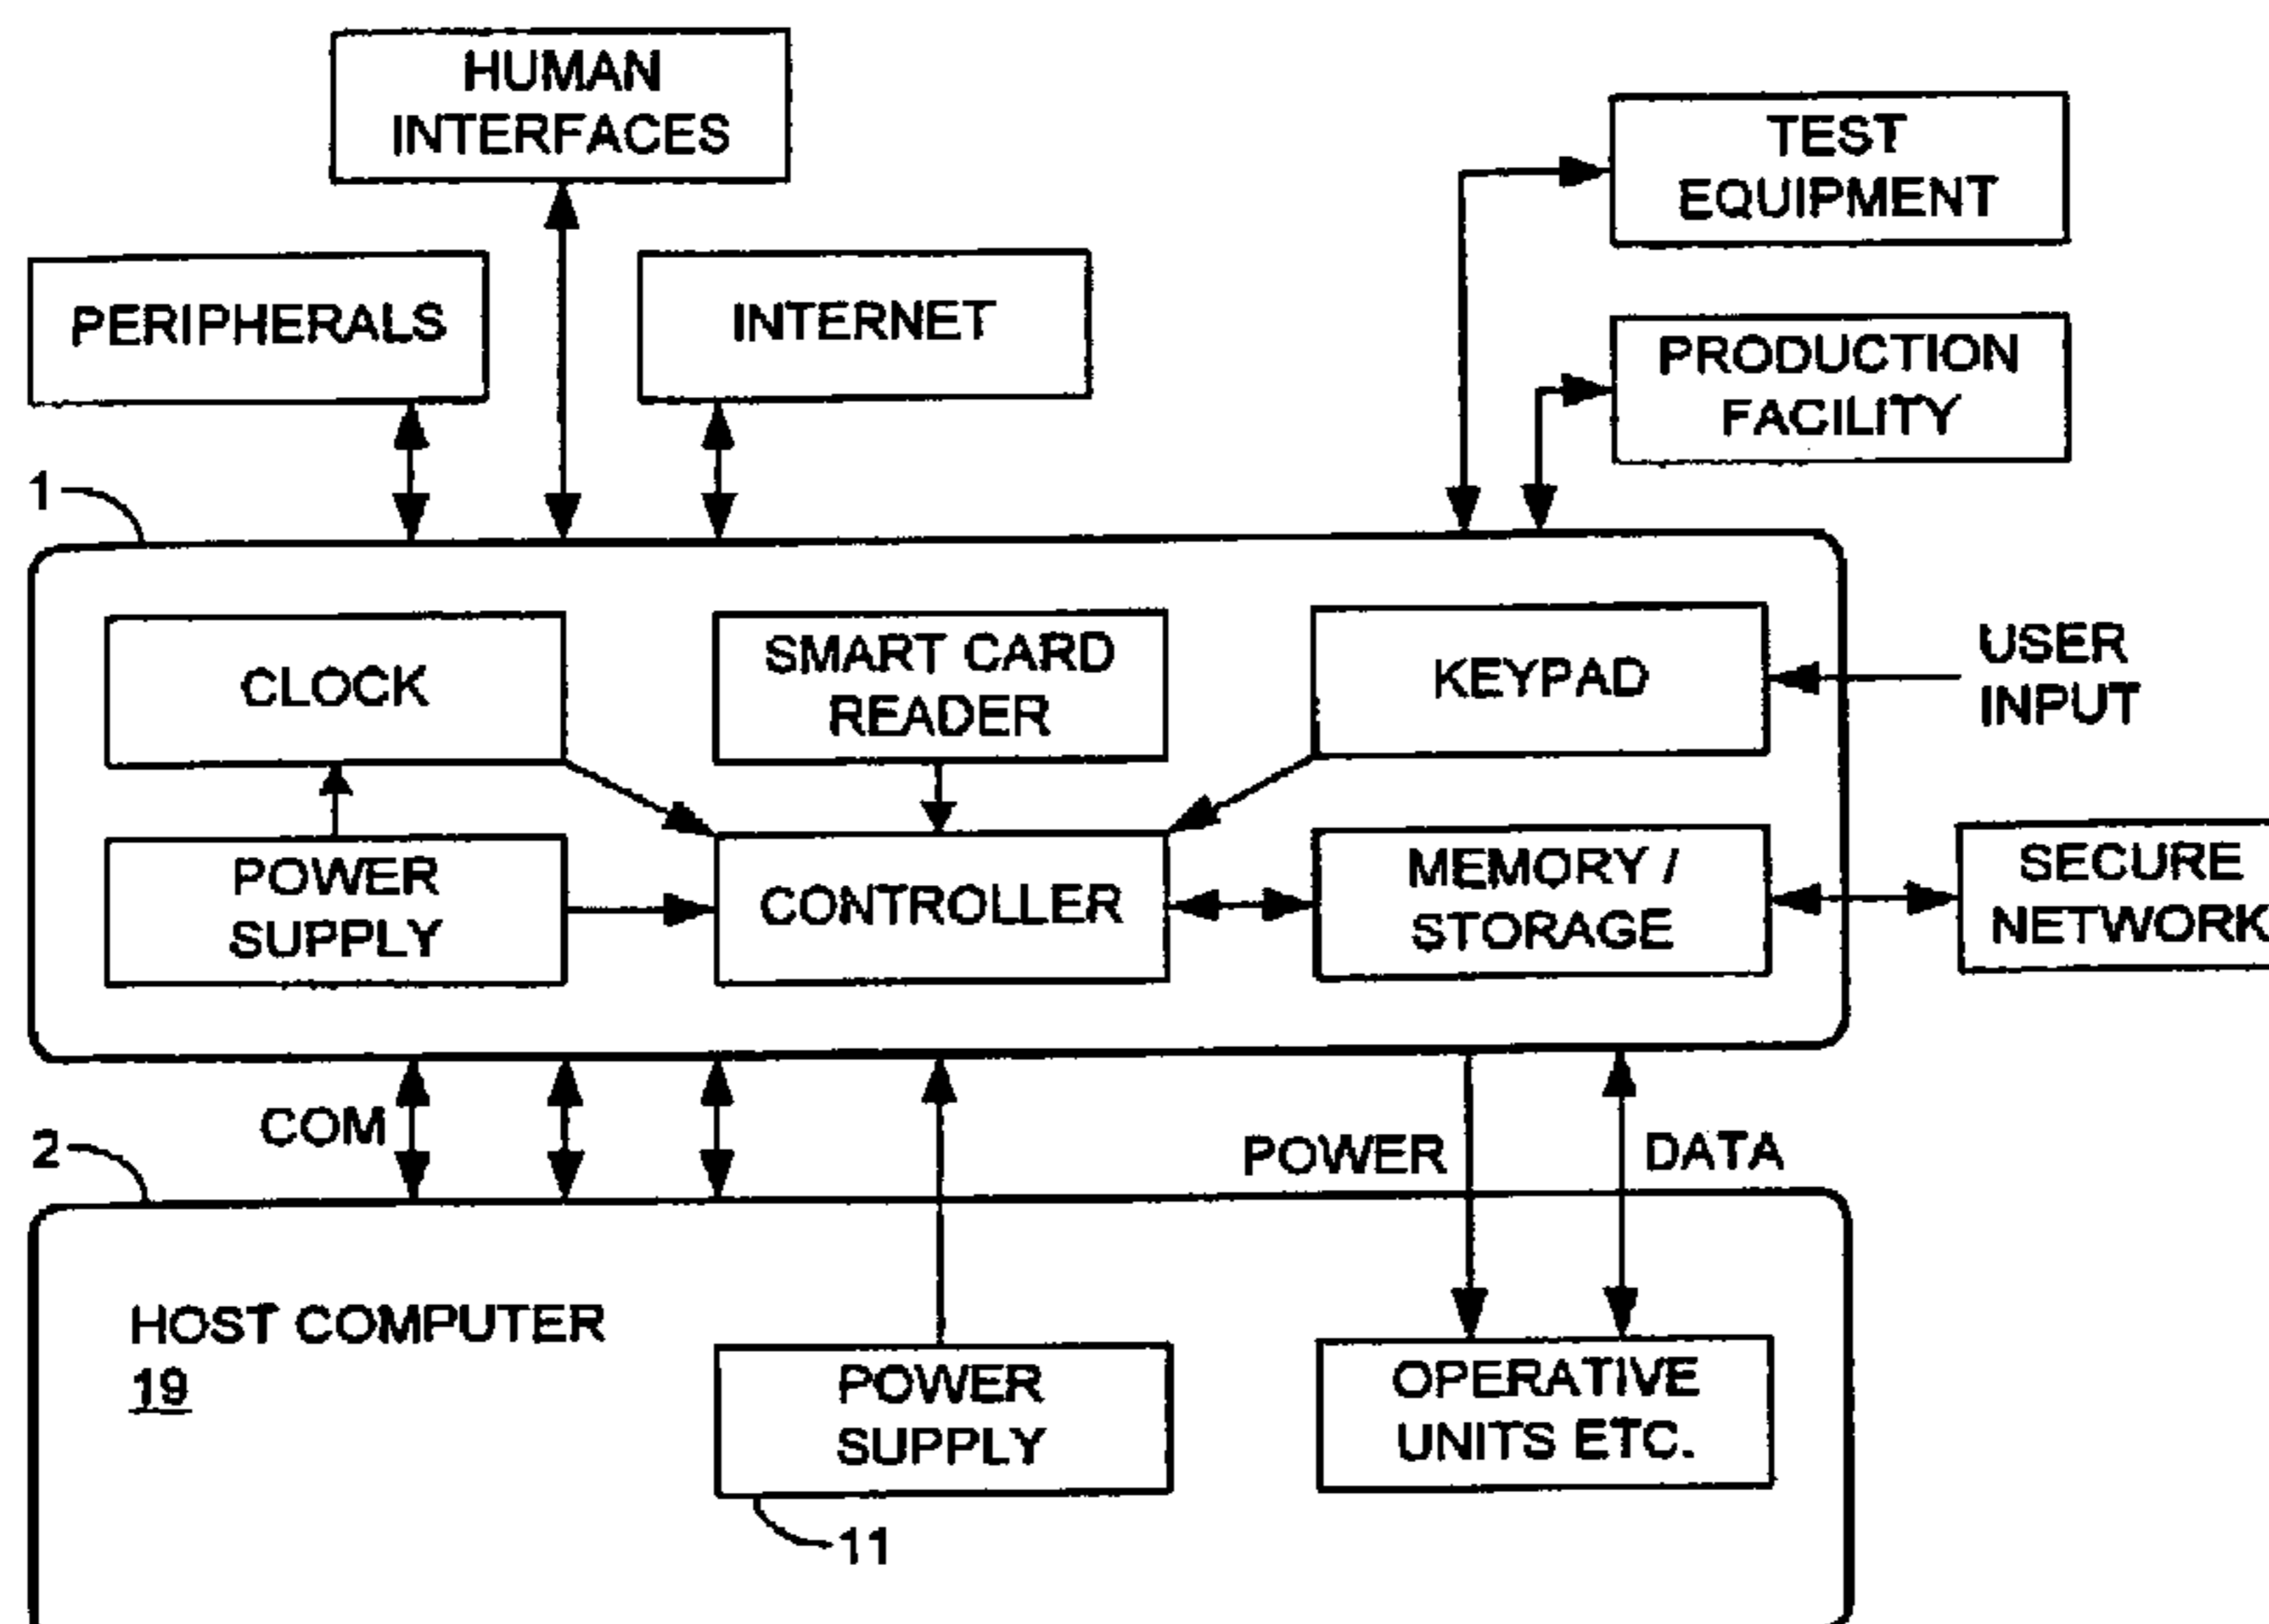 HUMAN
INTERFACES
TEST
EQUIPMENT
PERIPHERALS
INTERNET
PRODUCTION
FACILITY
1
CLOCK
SMART CARD
READER
KEYPAD
USER
INPUT
POWER
SUPPLY
CONTROLLER
MEMORY /
STORAGE
SECURE
NETWORK
COM
POWER
DATA
2
HOST COMPUTER
19
POWER
SUPPLY
OPERATIVE
UNITS ETC.
11